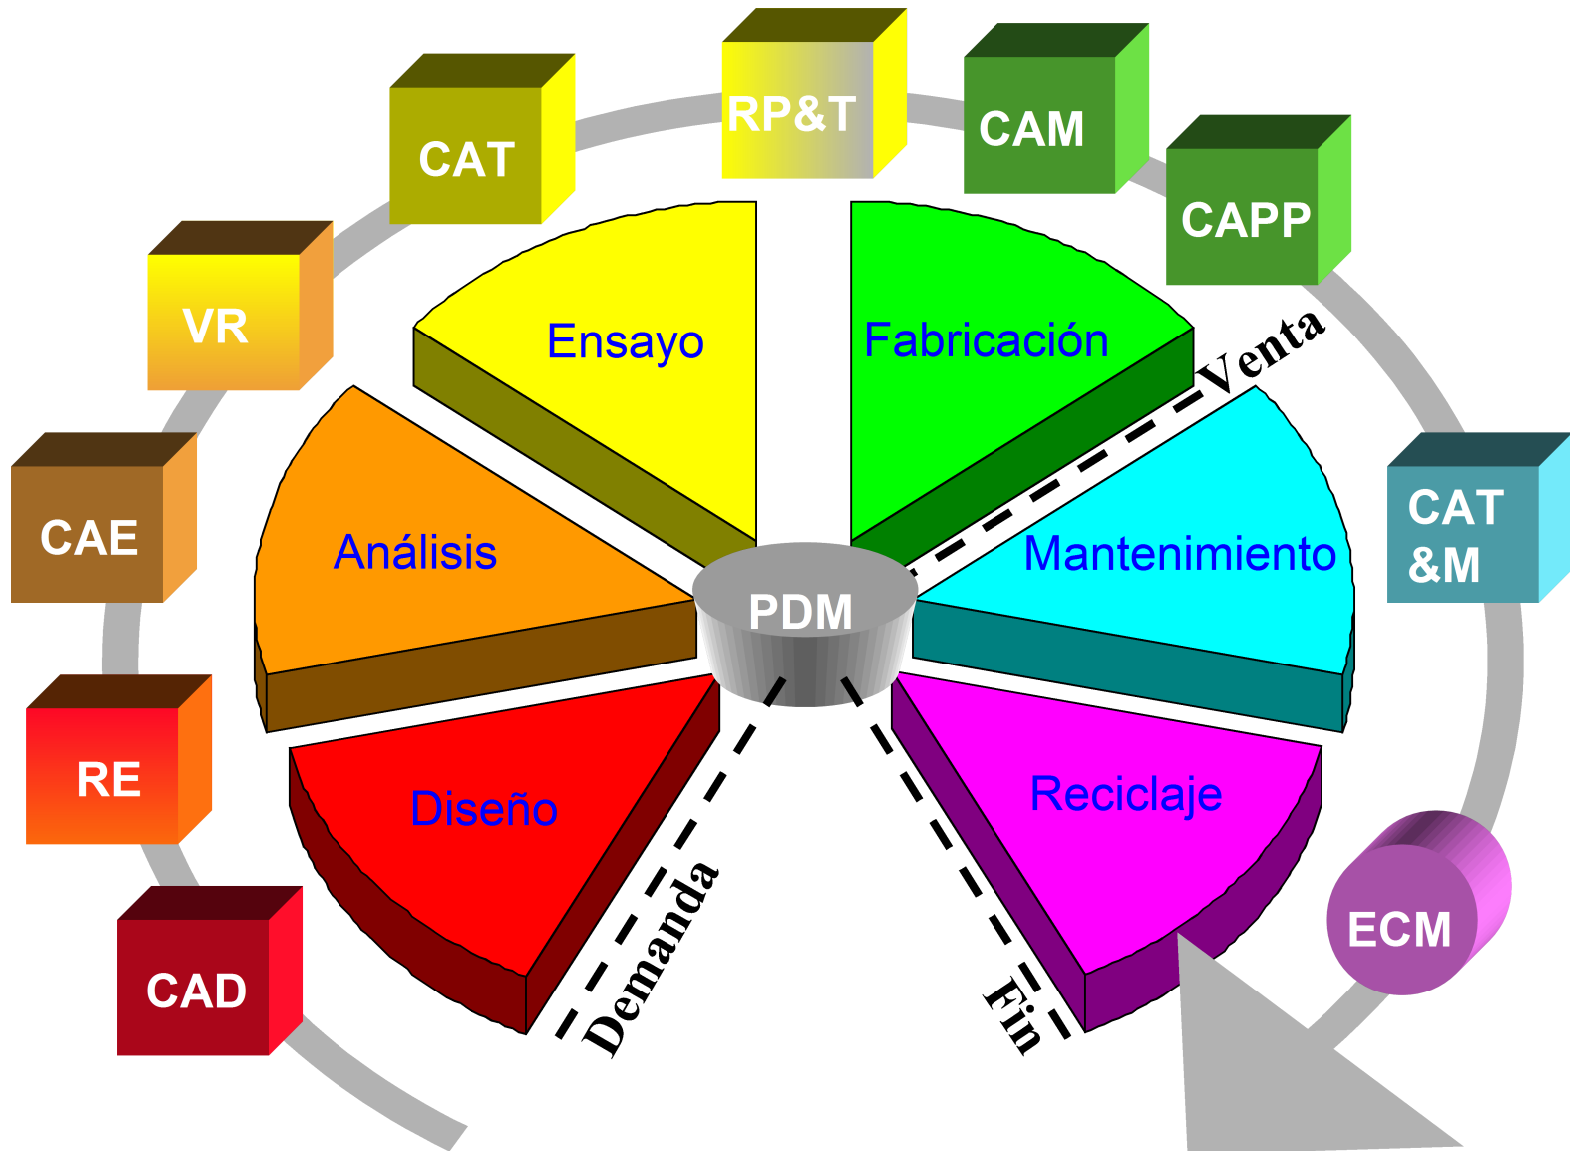 RP&T
CAM
CAT
CAPP
VR
Ensayo
Fabricación
Venta
CAE
Análisis
Mantenimiento
CAT
&M
PDM
RE
Diseño
Reciclaje
Demanda
Fin
ECM
CAD